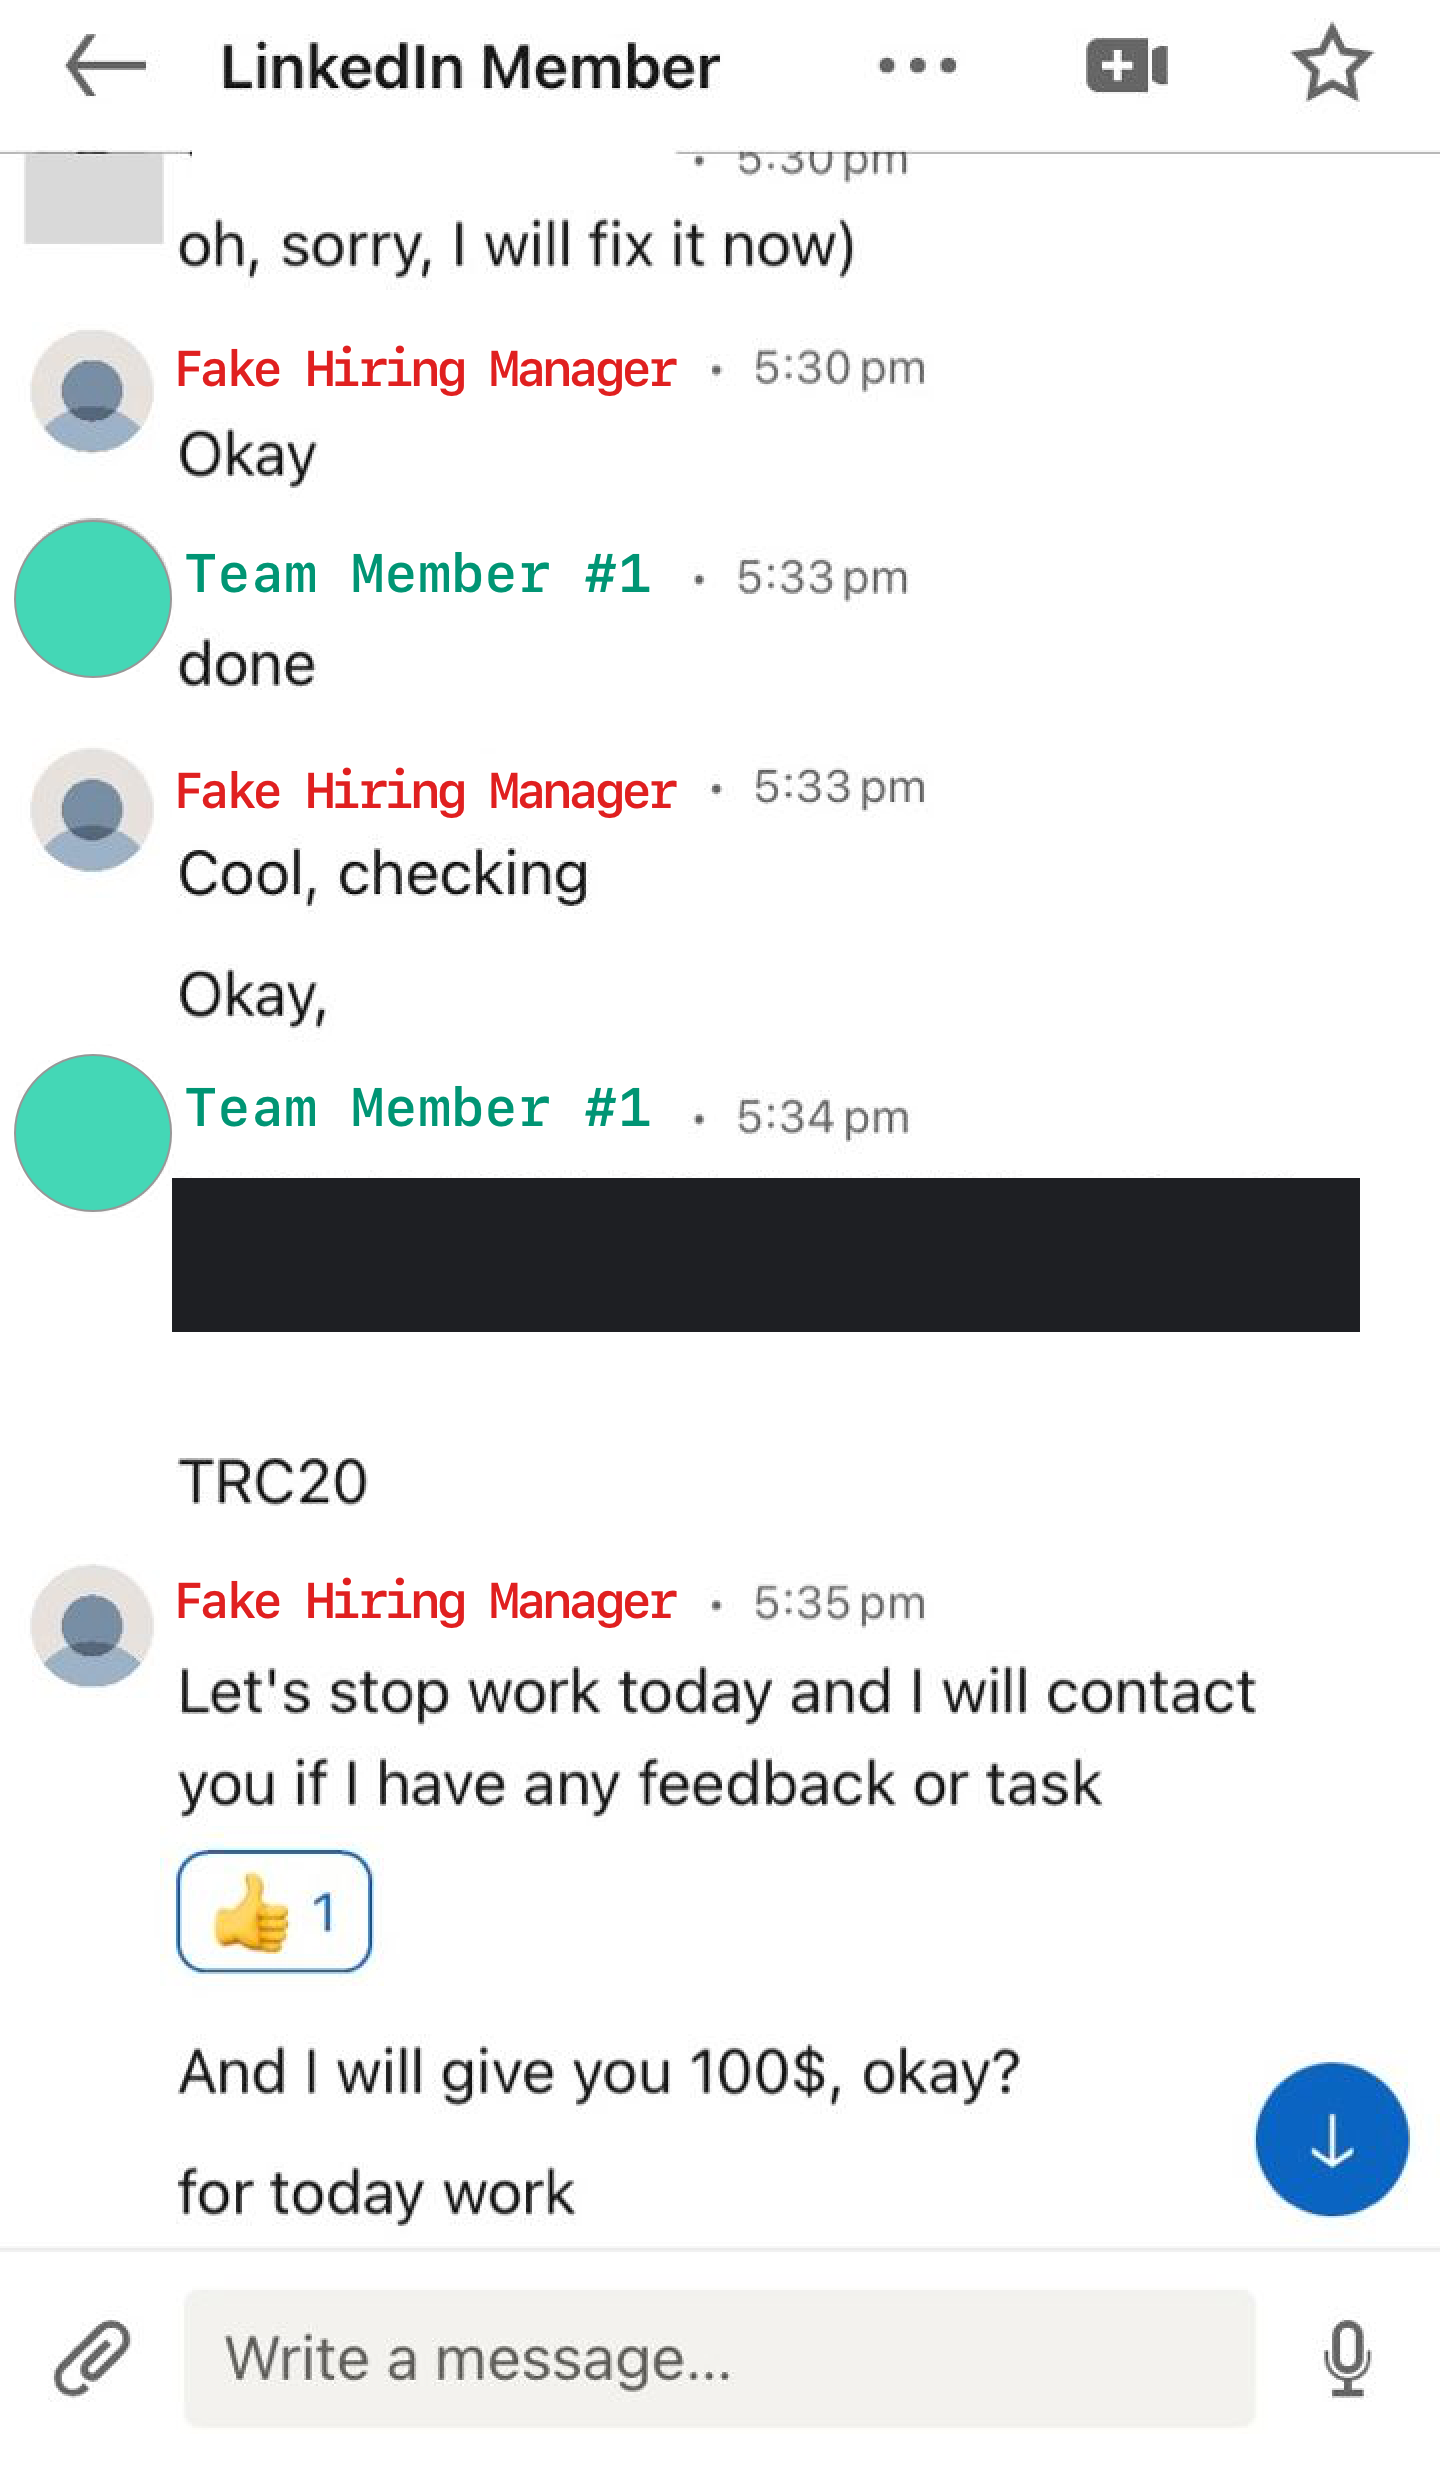 LinkedIn Member
· 5:30 pm
oh, sorry, I will fix it now)
Fake Hiring Manager · 5:30 pm
Okay
Team Member #1 · 5:33 pm
done
Fake Hiring Manager · 5:33 pm
Cool, checking
Okay,
Team Member #1 · 5:34 pm
TRC20
Fake Hiring Manager · 5:35 pm
Let's stop work today and I will contact
you if I have any feedback or task
👍 1
And I will give you 100$, okay?
for today work
Write a message...